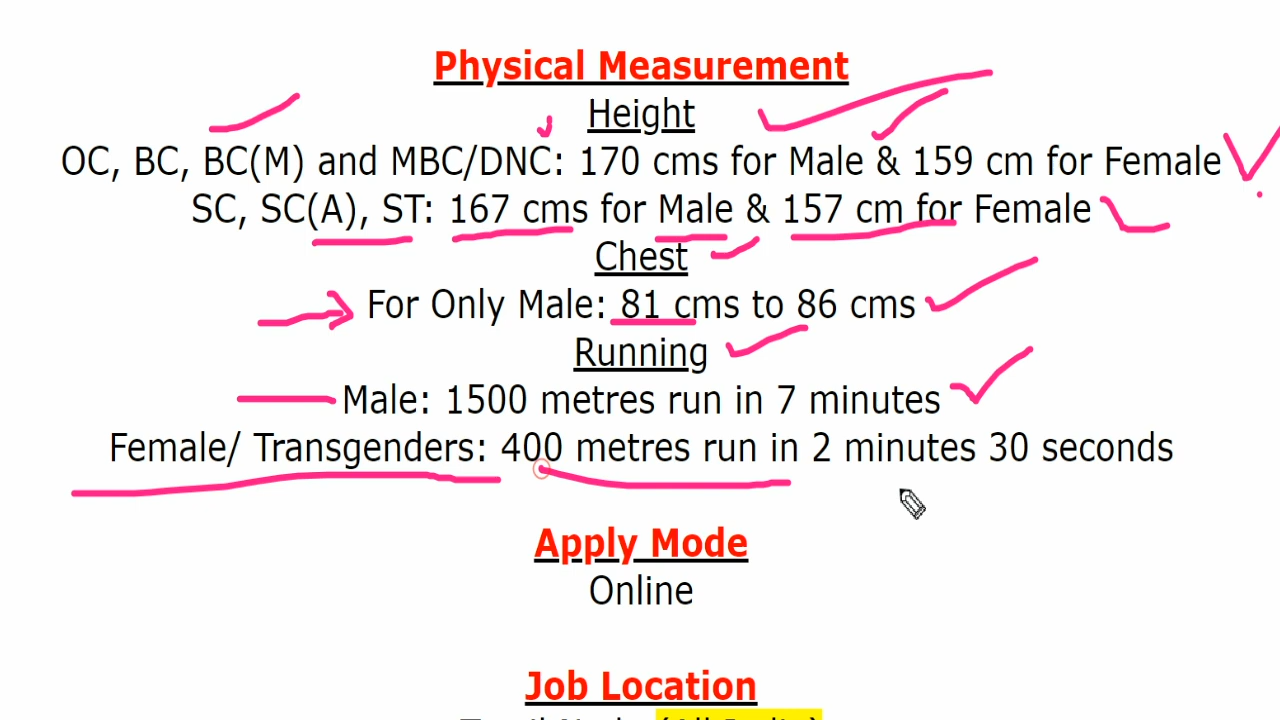 Physical Measurement
Height
OC, BC, BC(M) and MBC/DNC: 170 cms for Male & 159 cm for Female
SC, SC(A), ST: 167 cms for Male & 157 cm for Female
Chest
For Only Male: 81 cms to 86 cms
Running
Male: 1500 metres run in 7 minutes
Female/ Transgenders: 400 metres run in 2 minutes 30 seconds
Apply Mode
Online
Job Location